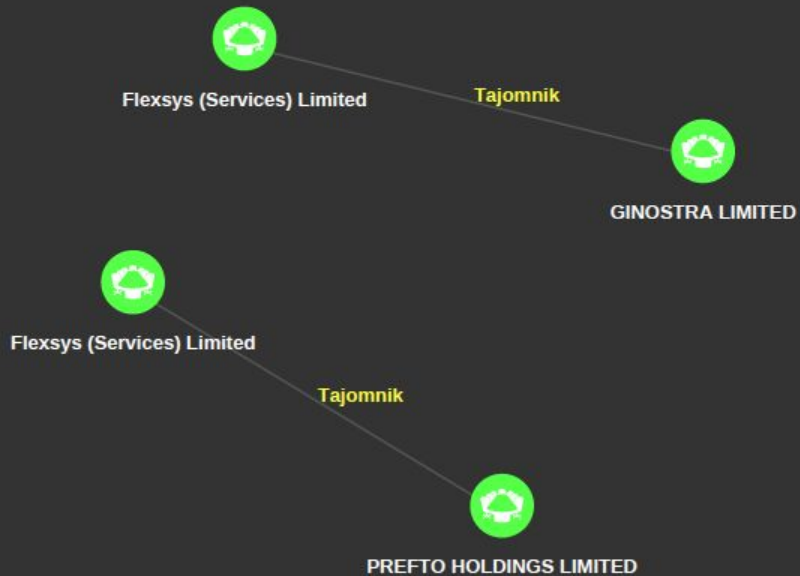 Flexsys (Services) Limited
Tajomnik
GINOSTRA LIMITED
Flexsys (Services) Limited
Tajomnik
PREFTO HOLDINGS LIMITED